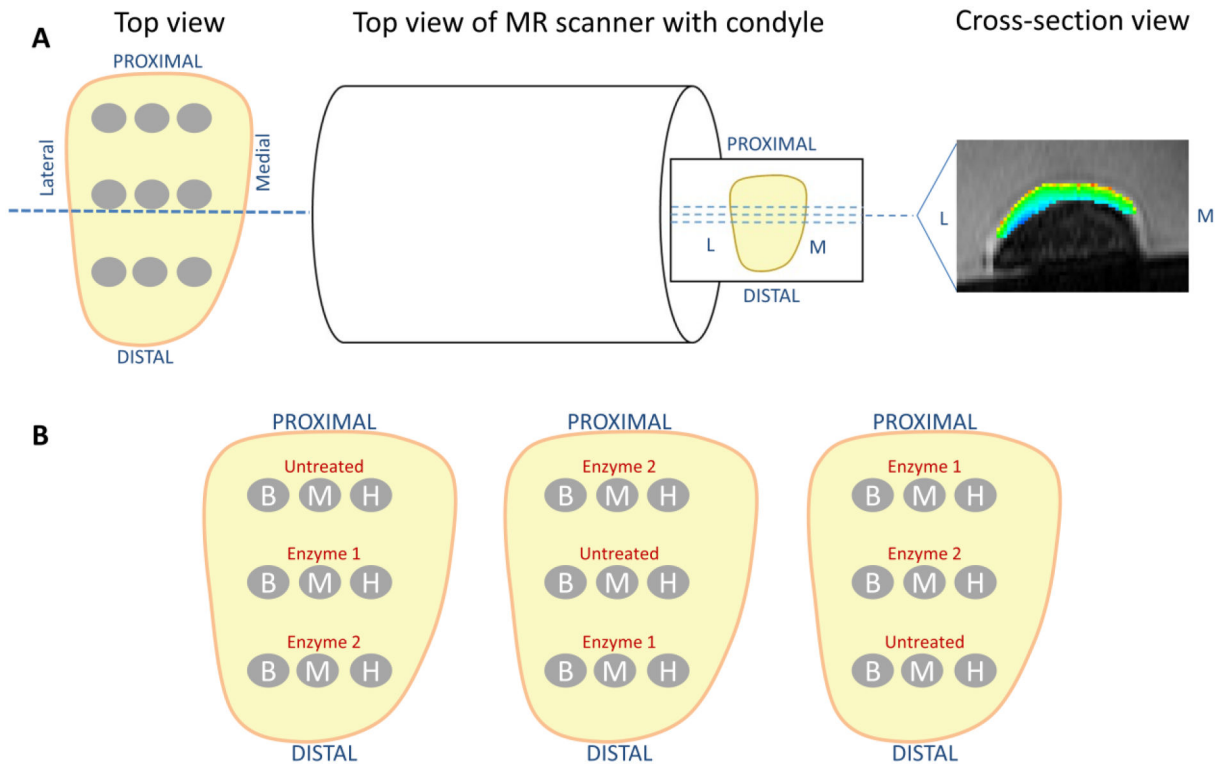 A
Top view
Top view of MR scanner with condyle
Cross-section view
PROXIMAL
Lateral
Medial
DISTAL
PROXIMAL
L
M
DISTAL
L
M
B
PROXIMAL
PROXIMAL
PROXIMAL
Untreated
Enzyme 2
Enzyme 1
B M H
B M H
B M H
Enzyme 1
Untreated
Enzyme 2
B M H
B M H
B M H
Enzyme 2
Enzyme 1
Untreated
B M H
B M H
B M H
DISTAL
DISTAL
DISTAL